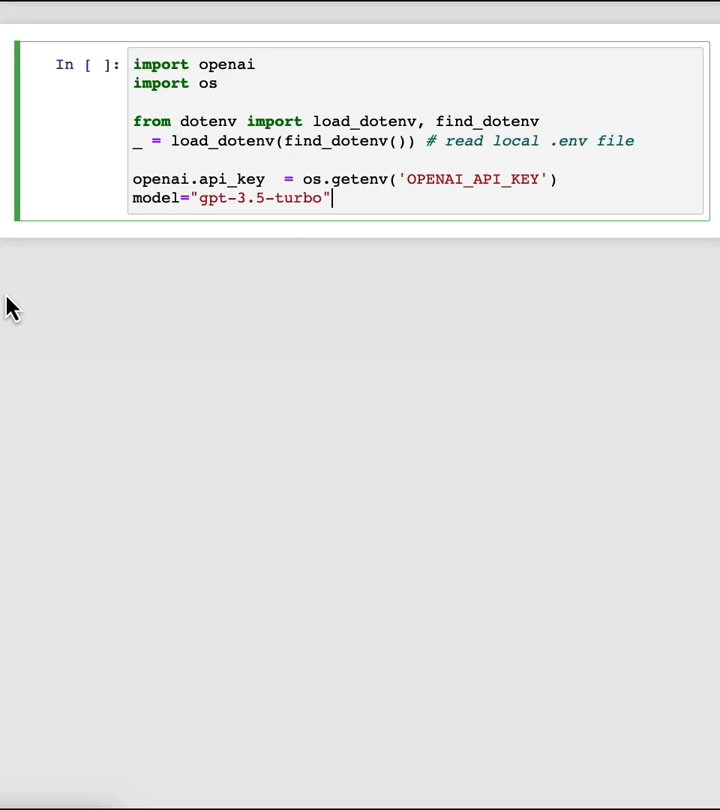 In [ ]: import openai
import os
from dotenv import load_dotenv, find_dotenv
_ = load_dotenv(find_dotenv()) # read local .env file
openai.api_key  = os.getenv('OPENAI_API_KEY')
model="gpt-3.5-turbo"